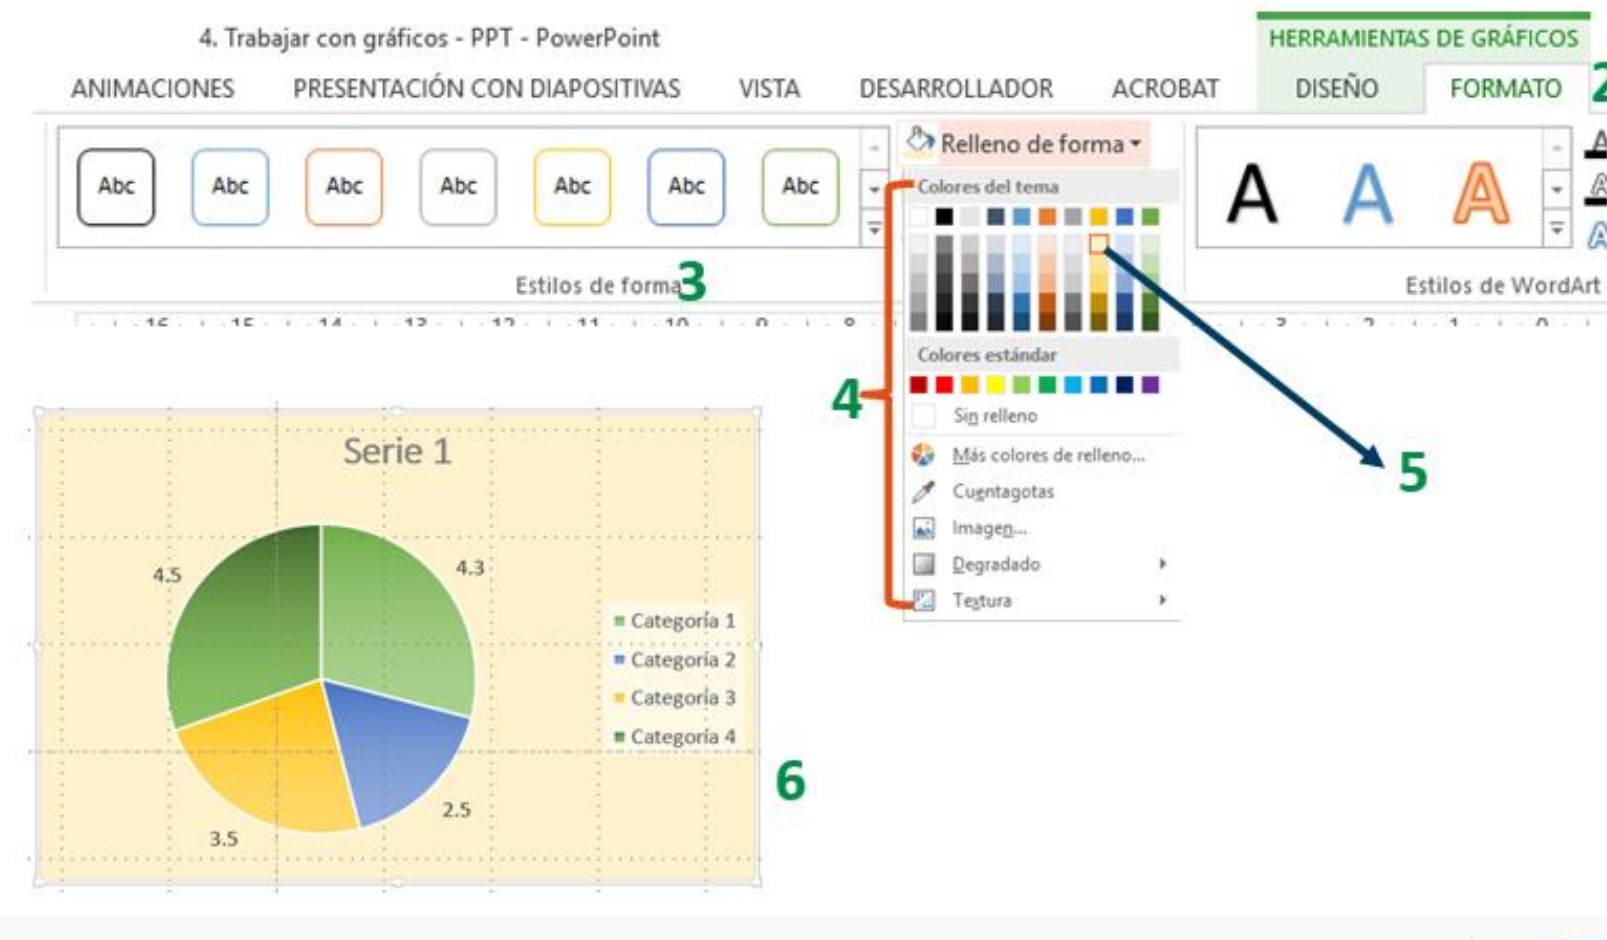 4. Trabajar con gráficos - PPT - PowerPoint
HERRAMIENTAS DE GRÁFICOS
ANIMACIONES PRESENTACIÓN CON DIAPOSITIVAS VISTA DESARROLLADOR ACROBAT DISEÑO FORMATO 2
Abc Abc Abc Abc Abc Abc Abc
Relleno de forma
A A A
Colores del tema
Estilos de forma 3
Estilos de WordArt
Colores estándar
4
Sin relleno
Más colores de relleno...
Cuentagotas
Imagen...
Degradado
Textura
5
Serie 1
4.5
4.3
2.5
3.5
Categoría 1
Categoría 2
Categoría 3
Categoría 4
6